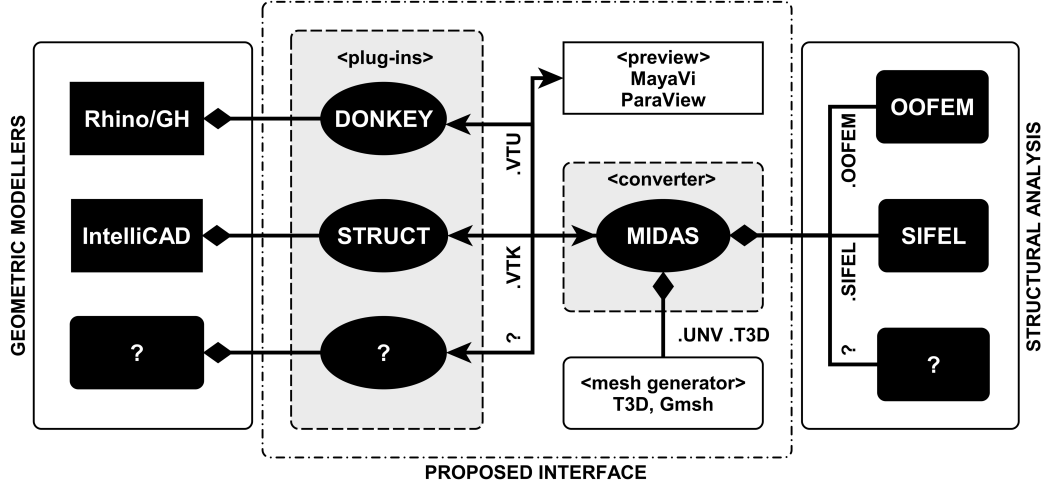 GEOMETRIC MODELLERS
Rhino/GH
IntelliCAD
?
<plug-ins>
DONKEY
STRUCT
?
.VTU
.VTK
?
<preview>
MayaVi
ParaView
<converter>
MIDAS
.UNV .T3D
<mesh generator>
T3D, Gmsh
.OOFEM
.SIFEL
?
OOFEM
SIFEL
?
STRUCTURAL ANALYSIS
PROPOSED INTERFACE